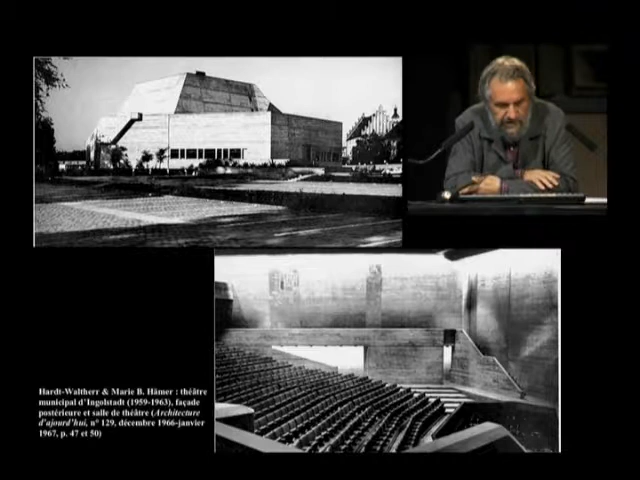 Hardt-Waltherr & Marie B. Hämer : théâtre
municipal d'Ingolstadt (1959-1963), façade
postérieure et salle de théâtre (Architecture
d'ajourd'hui, n° 129, décembre 1966-janvier
1967, p. 47 et 50)